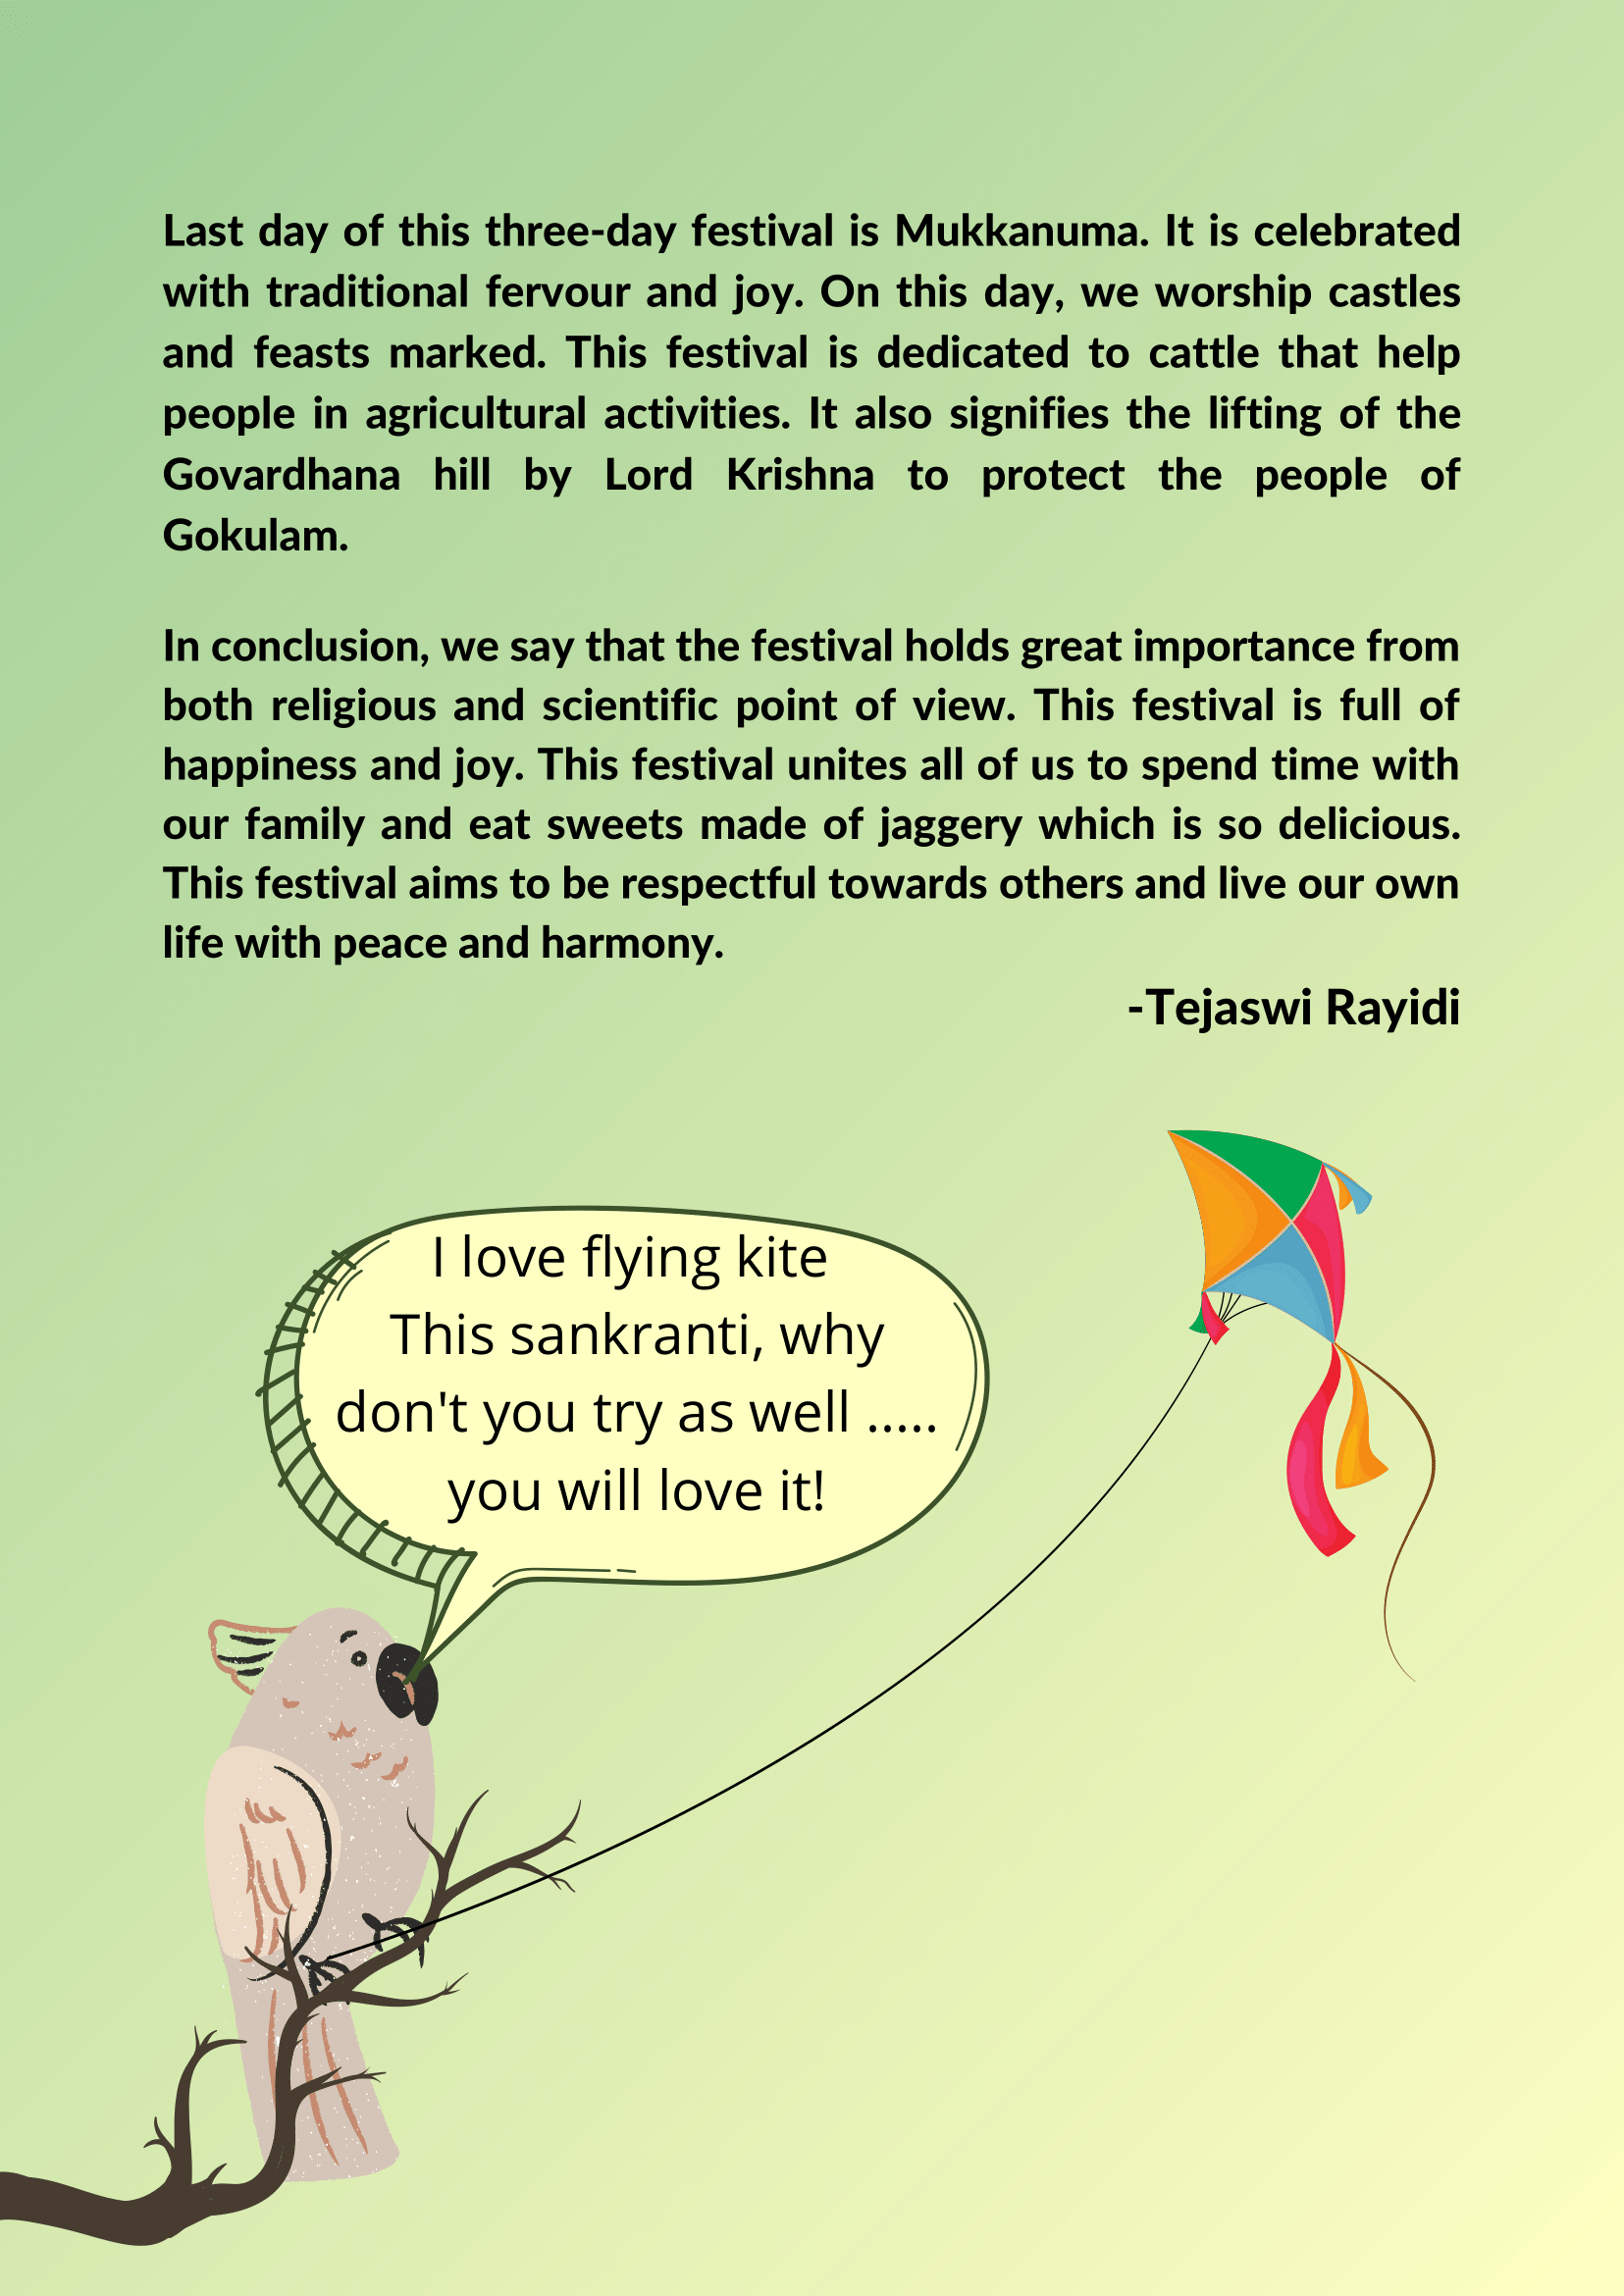 Last day of this three-day festival is Mukkanuma. It is celebrated
with traditional fervour and joy. On this day, we worship castles
and feasts marked. This festival is dedicated to cattle that help
people in agricultural activities. It also signifies the lifting of the
Govardhana hill by Lord Krishna to protect the people of
Gokulam.
In conclusion, we say that the festival holds great importance from
both religious and scientific point of view. This festival is full of
happiness and joy. This festival unites all of us to spend time with
our family and eat sweets made of jaggery which is so delicious.
This festival aims to be respectful towards others and live our own
life with peace and harmony.
-Tejaswi Rayidi
I love flying kite
This sankranti, why
don't you try as well .....
you will love it!